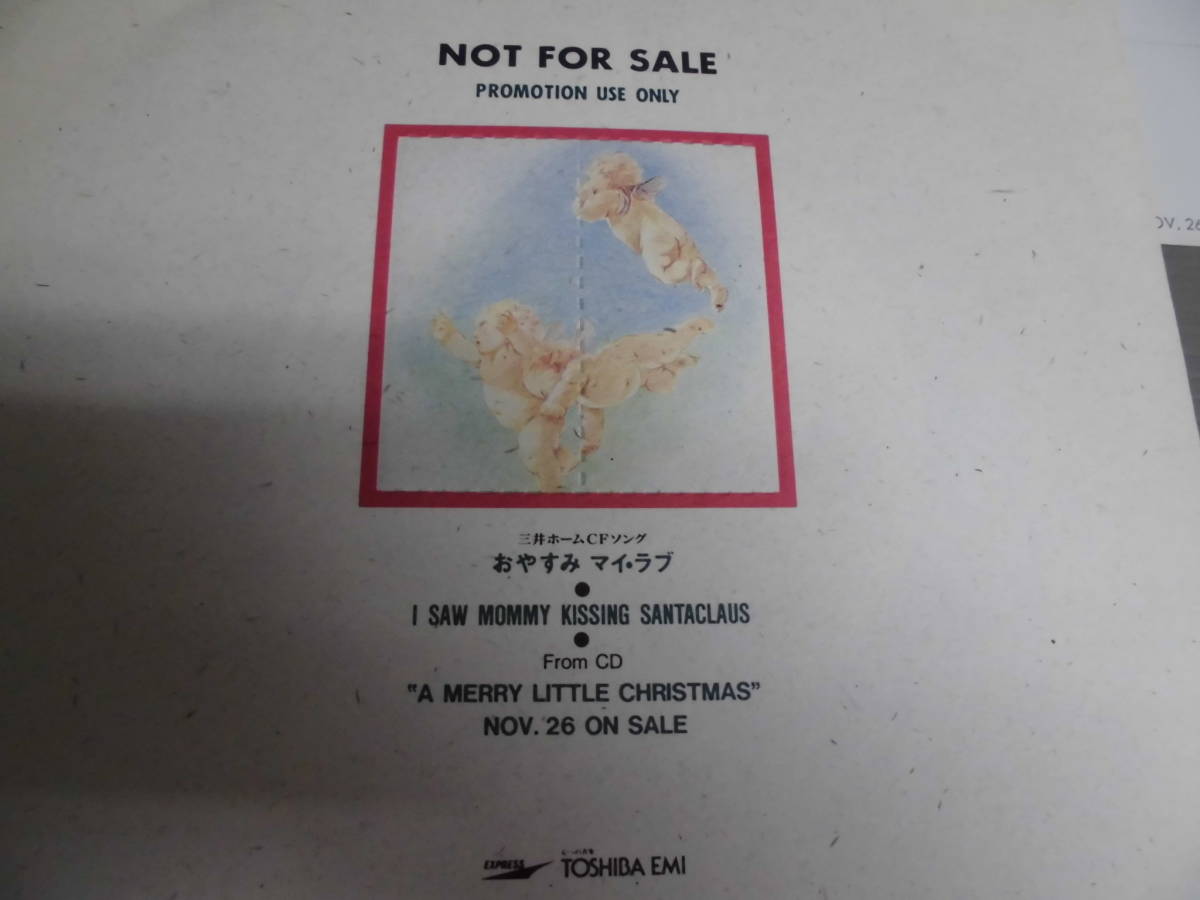 NOT FOR SALE
PROMOTION USE ONLY
三井ホームCFソング
おやすみ マイ・ラブ
●
I SAW MOMMY KISSING SANTACLAUS
●
From CD
"A MERRY LITTLE CHRISTMAS"
NOV. 26 ON SALE
EXPRESS TOSHIBA EMI
OV. 26